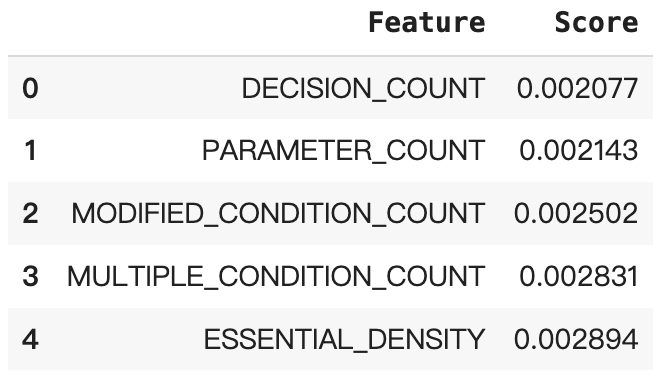 Feature Score
0 DECISION_COUNT 0.002077
1 PARAMETER_COUNT 0.002143
2 MODIFIED_CONDITION_COUNT 0.002502
3 MULTIPLE_CONDITION_COUNT 0.002831
4 ESSENTIAL_DENSITY 0.002894